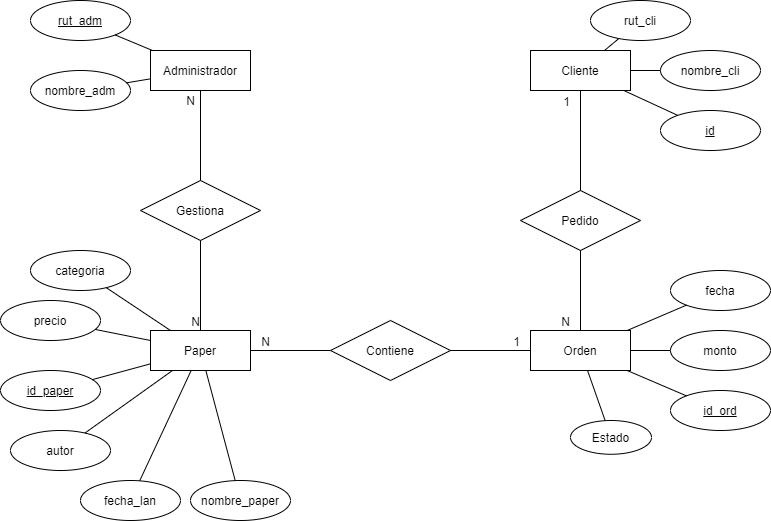 rut_adm
rut_cli
Administrador
Cliente
nombre_cli
nombre_adm
N
1
id
Gestiona
Pedido
categoria
fecha
precio
N
N
Paper
N
Contiene
1
Orden
monto
id_paper
id_ord
autor
Estado
fecha_lan
nombre_paper